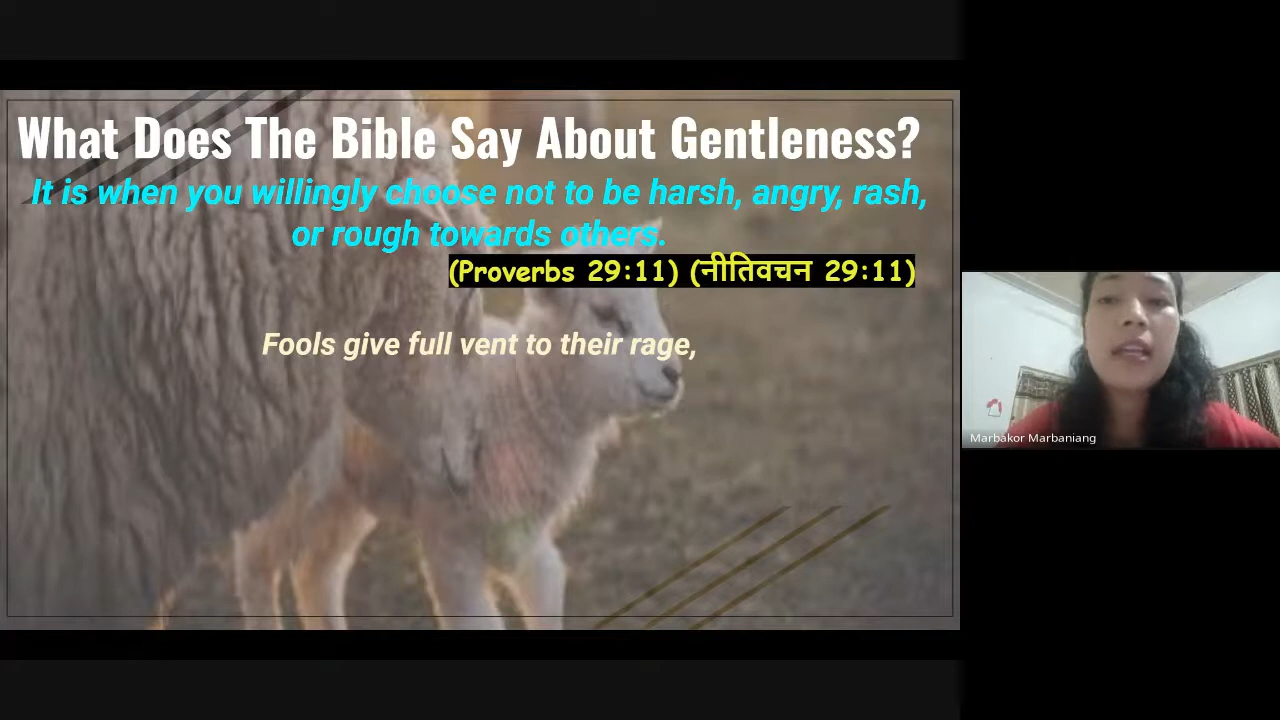 What Does The Bible Say About Gentleness?
It is when you willingly choose not to be harsh, angry, rash,
or rough towards others.
(Proverbs 29:11) (नीतिवचन 29:11)
Fools give full vent to their rage,
Marbakor Marbaniang